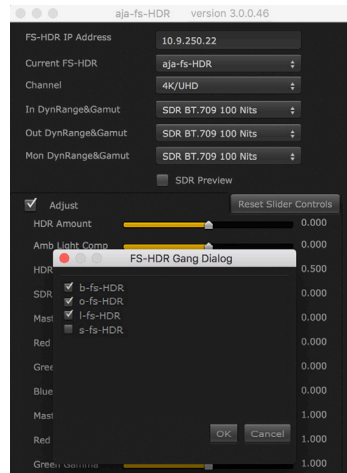 aja-fs-HDR version 3.0.0.46
FS-HDR IP Address 10.9.250.22
Current FS-HDR aja-fs-HDR
Channel 4K/UHD
In DynRange&Gamut SDR BT.709 100 Nits
Out DynRange&Gamut SDR BT.709 100 Nits
Mon DynRange&Gamut SDR BT.709 100 Nits
SDR Preview
Adjust Reset Slider Controls
HDR Amount 0.000
Amb Light Comp 0.000
FS-HDR Gang Dialog
HDR 0.500
b-fs-HDR
o-fs-HDR
SDR 0.000
l-fs-HDR
Mast 0.000
s-fs-HDR
Red 0.000
Gree 0.000
Blue 0.000
Mast 1.000
OK Cancel
Red 1.000
Green Gamma 1.000